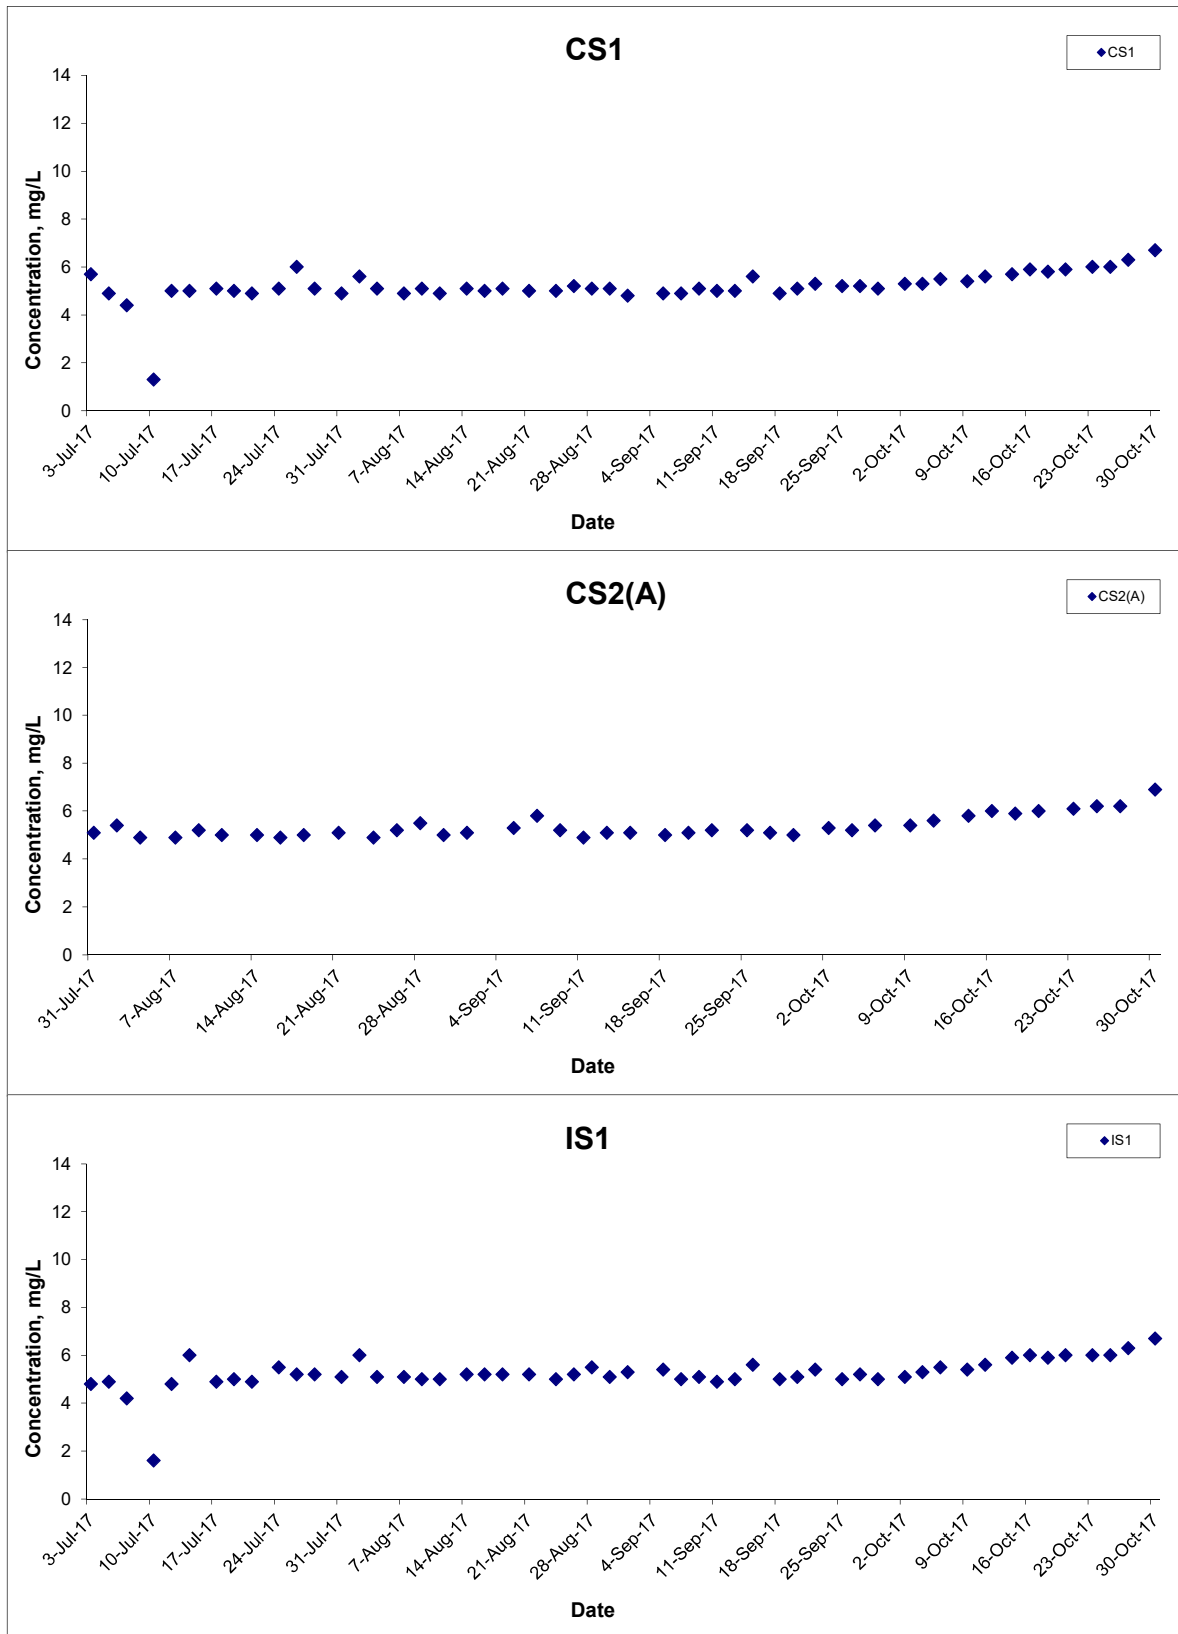 CS1
CS1
14
12
10
8
6
4
2
0
Concentration, mg/L
3-Jul-17
10-Jul-17
17-Jul-17
24-Jul-17
31-Jul-17
7-Aug-17
14-Aug-17
21-Aug-17
28-Aug-17
4-Sep-17
11-Sep-17
18-Sep-17
25-Sep-17
2-Oct-17
9-Oct-17
16-Oct-17
23-Oct-17
30-Oct-17
Date
CS2(A)
CS2(A)
14
12
10
8
6
4
2
0
Concentration, mg/L
31-Jul-17
7-Aug-17
14-Aug-17
21-Aug-17
28-Aug-17
4-Sep-17
11-Sep-17
18-Sep-17
25-Sep-17
2-Oct-17
9-Oct-17
16-Oct-17
23-Oct-17
30-Oct-17
Date
IS1
IS1
14
12
10
8
6
4
2
0
Concentration, mg/L
3-Jul-17
10-Jul-17
17-Jul-17
24-Jul-17
31-Jul-17
7-Aug-17
14-Aug-17
21-Aug-17
28-Aug-17
4-Sep-17
11-Sep-17
18-Sep-17
25-Sep-17
2-Oct-17
9-Oct-17
16-Oct-17
23-Oct-17
30-Oct-17
Date